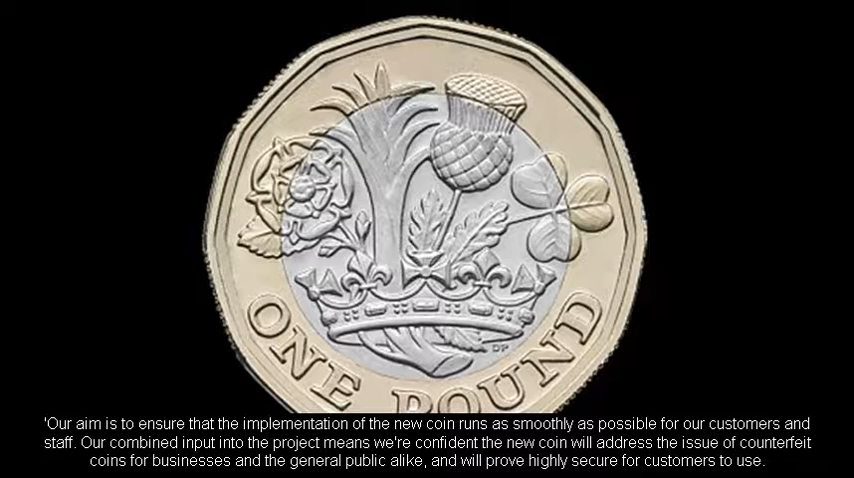 ONE POUND
DP
'Our aim is to ensure that the implementation of the new coin runs as smoothly as possible for our customers and
staff. Our combined input into the project means we're confident the new coin will address the issue of counterfeit
coins for businesses and the general public alike, and will prove highly secure for customers to use.